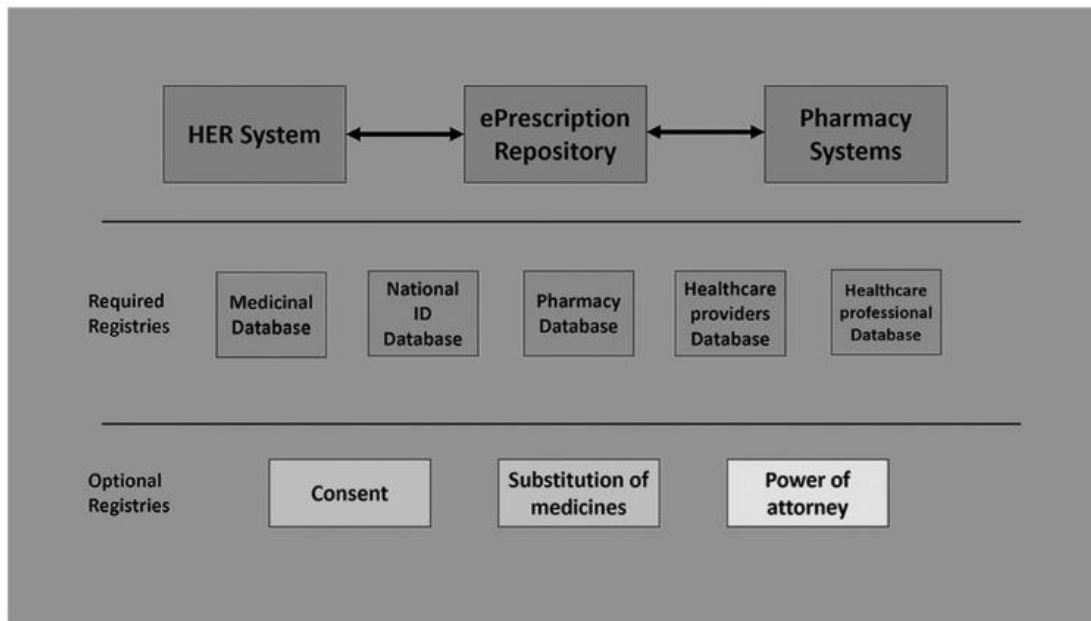 HER System
ePrescription
Repository
Pharmacy
Systems
Required
Registries
Medicinal
Database
National
ID
Database
Pharmacy
Database
Healthcare
providers
Database
Healthcare
professional
Database
Optional
Registries
Consent
Substitution of
medicines
Power of
attorney